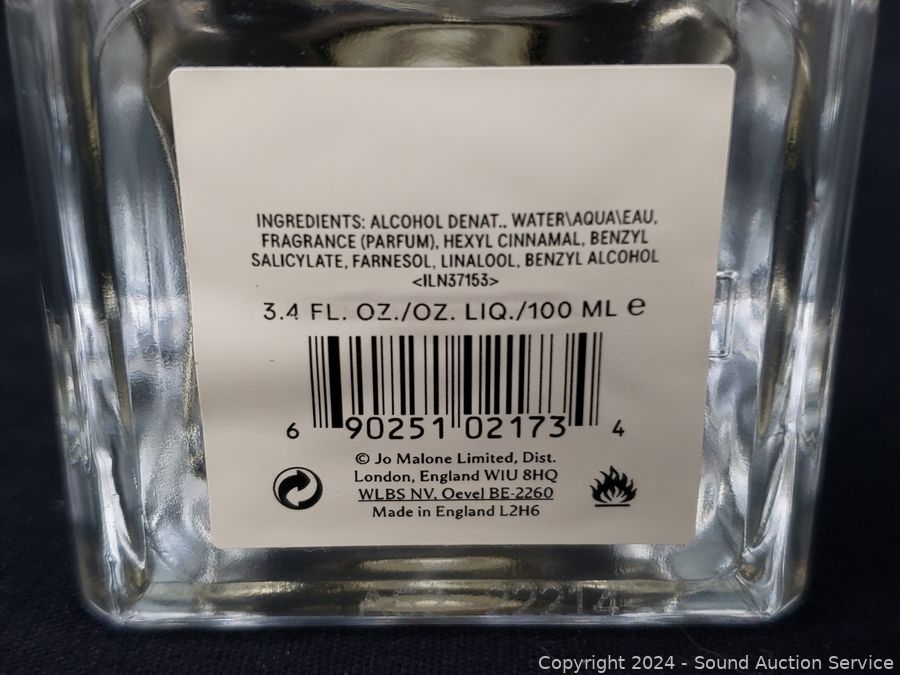 INGREDIENTS: ALCOHOL DENAT., WATER\AQUA\EAU,
FRAGRANCE (PARFUM), HEXYL CINNAMAL, BENZYL
SALICYLATE, FARNESOL, LINALOOL, BENZYL ALCOHOL
<ILN37153>
3.4 FL. OZ./OZ. LIQ./100 ML ℮
6 90251 02173 4
© Jo Malone Limited, Dist.
London, England W1U 8HQ
WLBS NV, Oevel BE-2260
Made in England L2H6
Copyright 2024 - Sound Auction Service